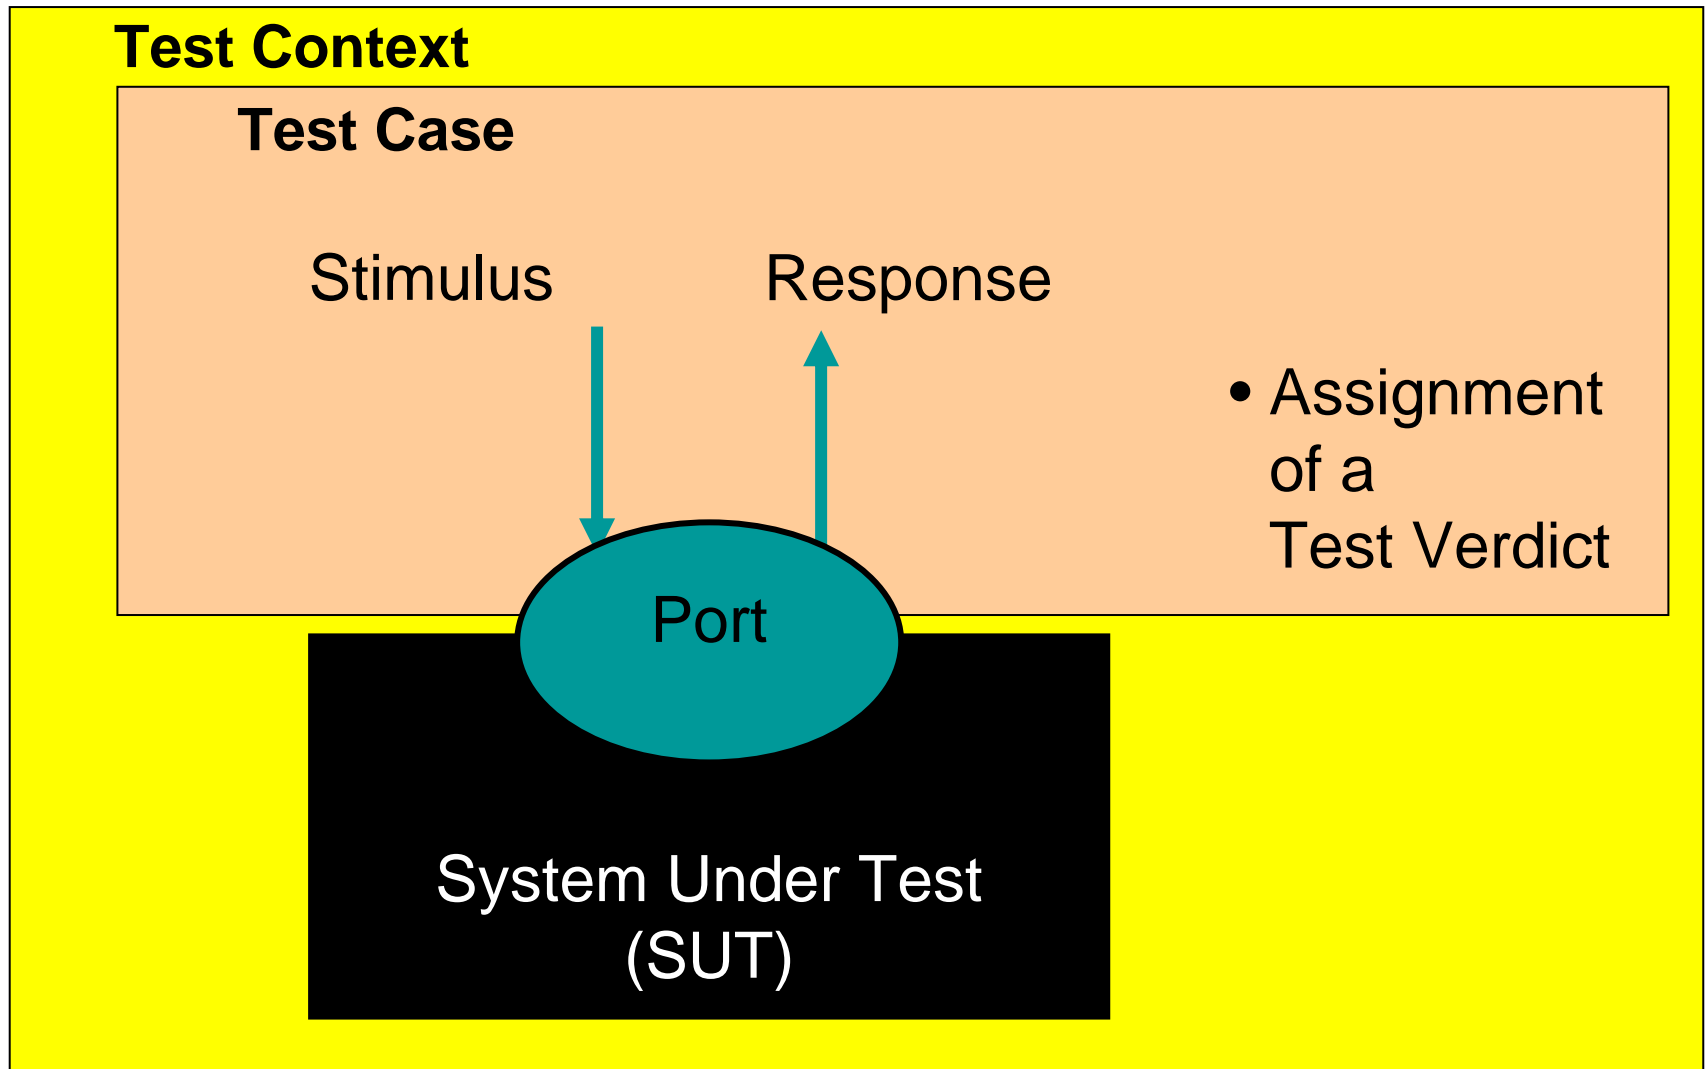 Test Context
Test Case
Stimulus
Response
• Assignment
of a
Test Verdict
Port
System Under Test
(SUT)